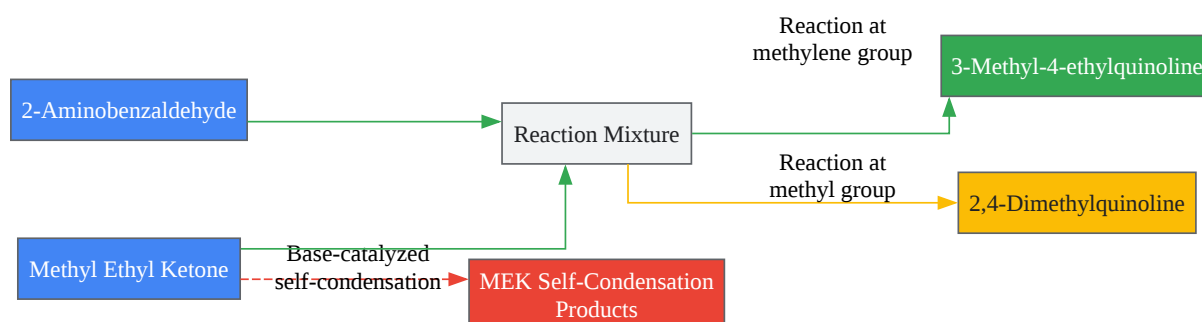 Reaction at
methylene group
3-Methyl-4-ethylquinoline
2-Aminobenzaldehyde
Reaction Mixture
Reaction at
methyl group
2,4-Dimethylquinoline
Methyl Ethyl Ketone
Base-catalyzed
self-condensation
MEK Self-Condensation
Products